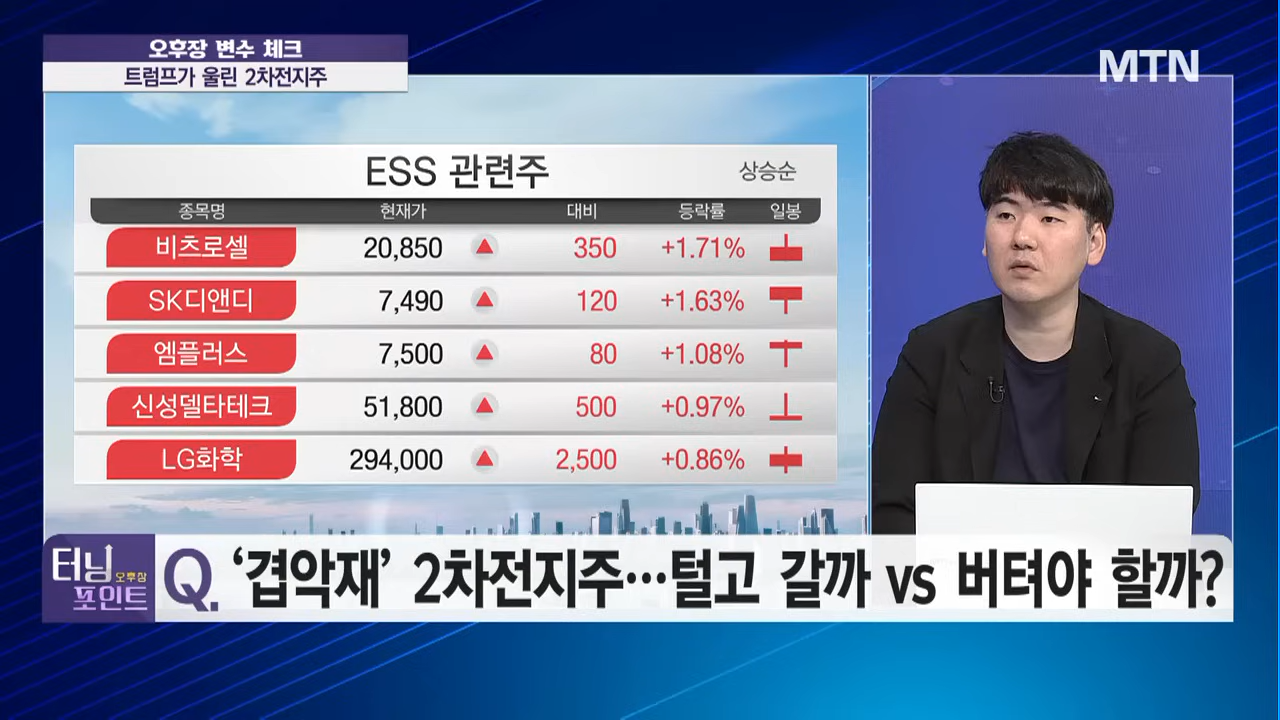 오후장 변수 체크
트럼프가 울린 2차전지주
MTN
ESS 관련주 상승순
종목명 현재가 대비 등락률 일봉
비츠로셀 20,850 ▲ 350 +1.71%
SK디앤디 7,490 ▲ 120 +1.63%
엠플러스 7,500 ▲ 80 +1.08%
신성델타테크 51,800 ▲ 500 +0.97%
LG화학 294,000 ▲ 2,500 +0.86%
터닝 오후장
포인트
Q. ‘겹악재’ 2차전지주…털고 갈까 vs 버텨야 할까?